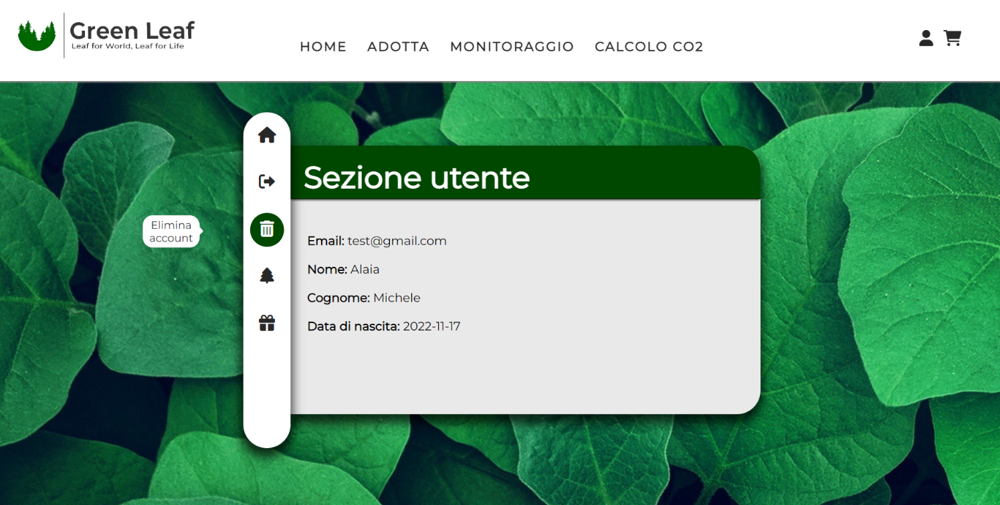 Green Leaf
Leaf for World, Leaf for Life
HOME ADOTTA MONITORAGGIO CALCOLO CO2
Sezione utente
Elimina
account
Email: test@gmail.com
Nome: Alaia
Cognome: Michele
Data di nascita: 2022-11-17